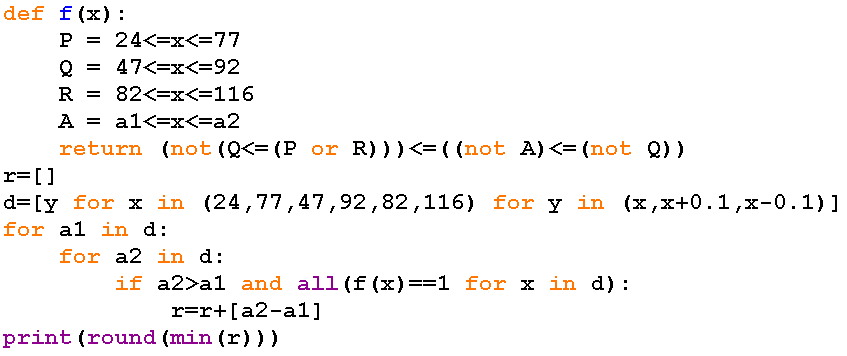 def f(x):
    P = 24<=x<=77
    Q = 47<=x<=92
    R = 82<=x<=116
    A = a1<=x<=a2
    return (not(Q<=(P or R)))<=((not A)<=(not Q))
r=[]
d=[y for x in (24,77,47,92,82,116) for y in (x,x+0.1,x-0.1)]
for a1 in d:
    for a2 in d:
        if a2>a1 and all(f(x)==1 for x in d):
            r=r+[a2-a1]
print(round(min(r)))